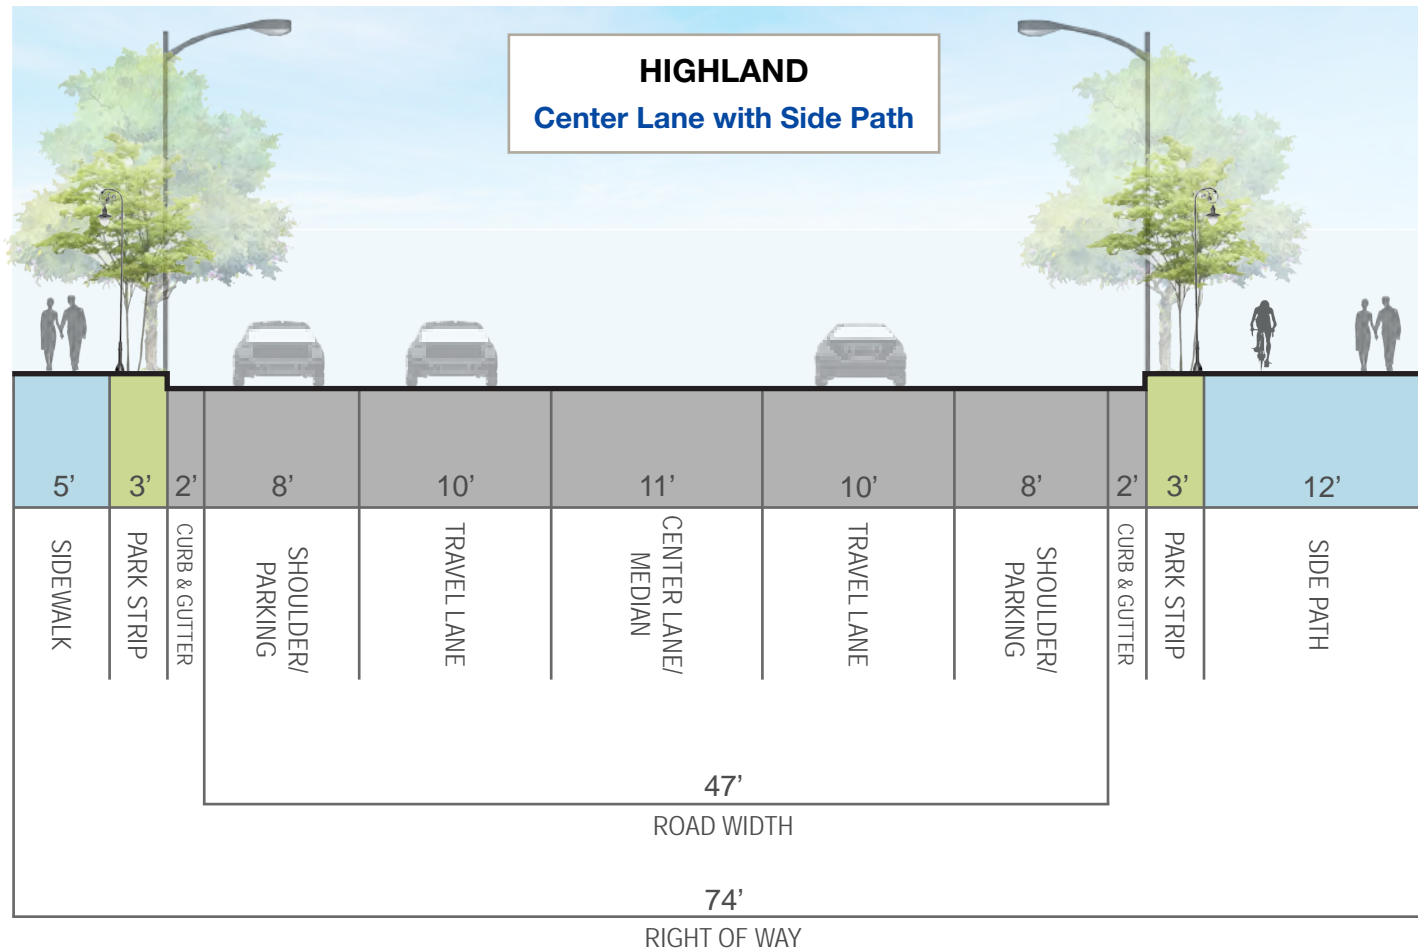 HIGHLAND
Center Lane with Side Path
5’
3’
2’
8’
10’
11’
10’
8’
2’
3’
12’
SIDEWALK
PARK STRIP
CURB & GUTTER
SHOULDER/
PARKING
TRAVEL LANE
CENTER LANE/
MEDIAN
TRAVEL LANE
SHOULDER/
PARKING
CURB & GUTTER
PARK STRIP
SIDE PATH
47’
ROAD WIDTH
74’
RIGHT OF WAY